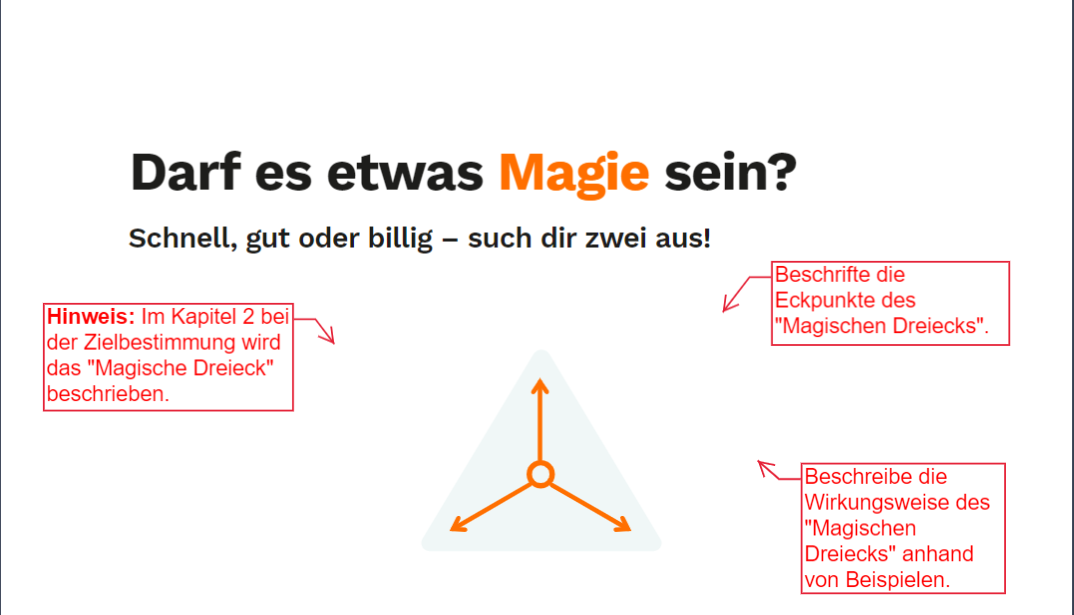 Darf es etwas Magie sein?
Schnell, gut oder billig – such dir zwei aus!
Beschrifte die
Eckpunkte des
"Magischen Dreiecks".
Hinweis: Im Kapitel 2 bei
der Zielbestimmung wird
das "Magische Dreieck"
beschrieben.
Beschreibe die
Wirkungsweise des
"Magischen
Dreiecks" anhand
von Beispielen.